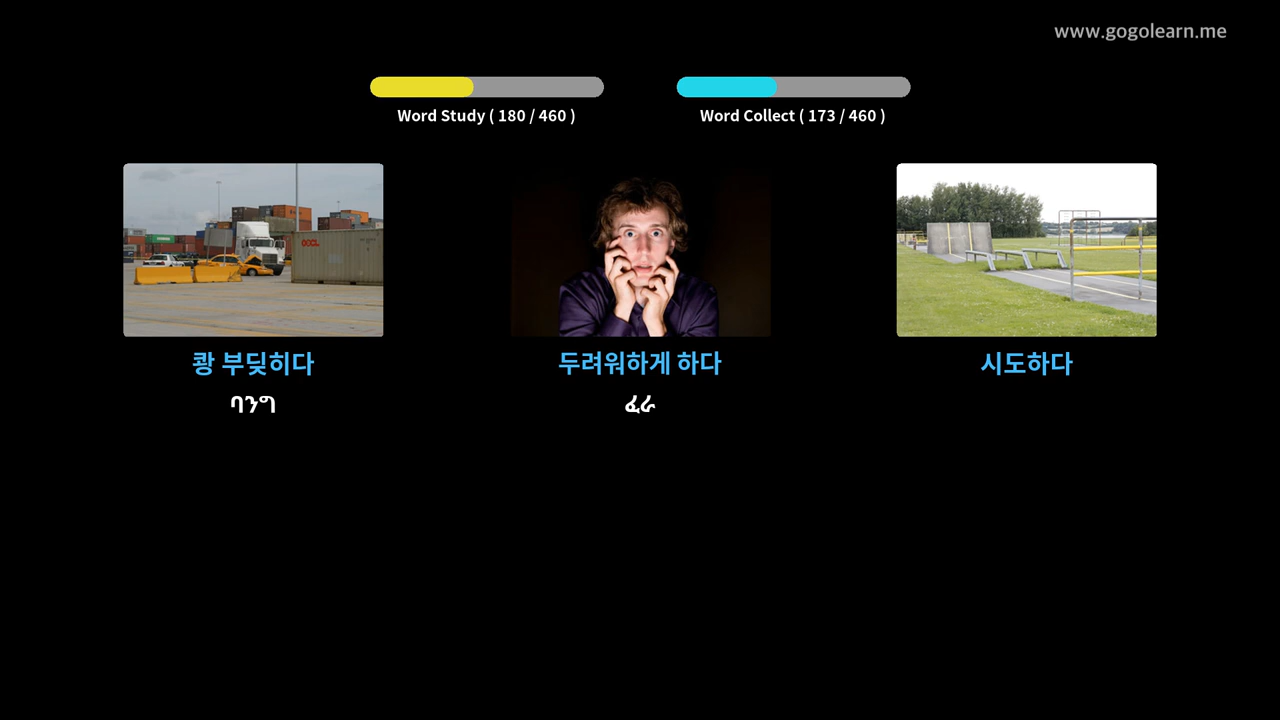 www.gogolearn.me
Word Study ( 180 / 460 )
Word Collect ( 173 / 460 )
OOCL
쾅 부딪히다
두려워하게 하다
시도하다
ባንግ
ፈራ